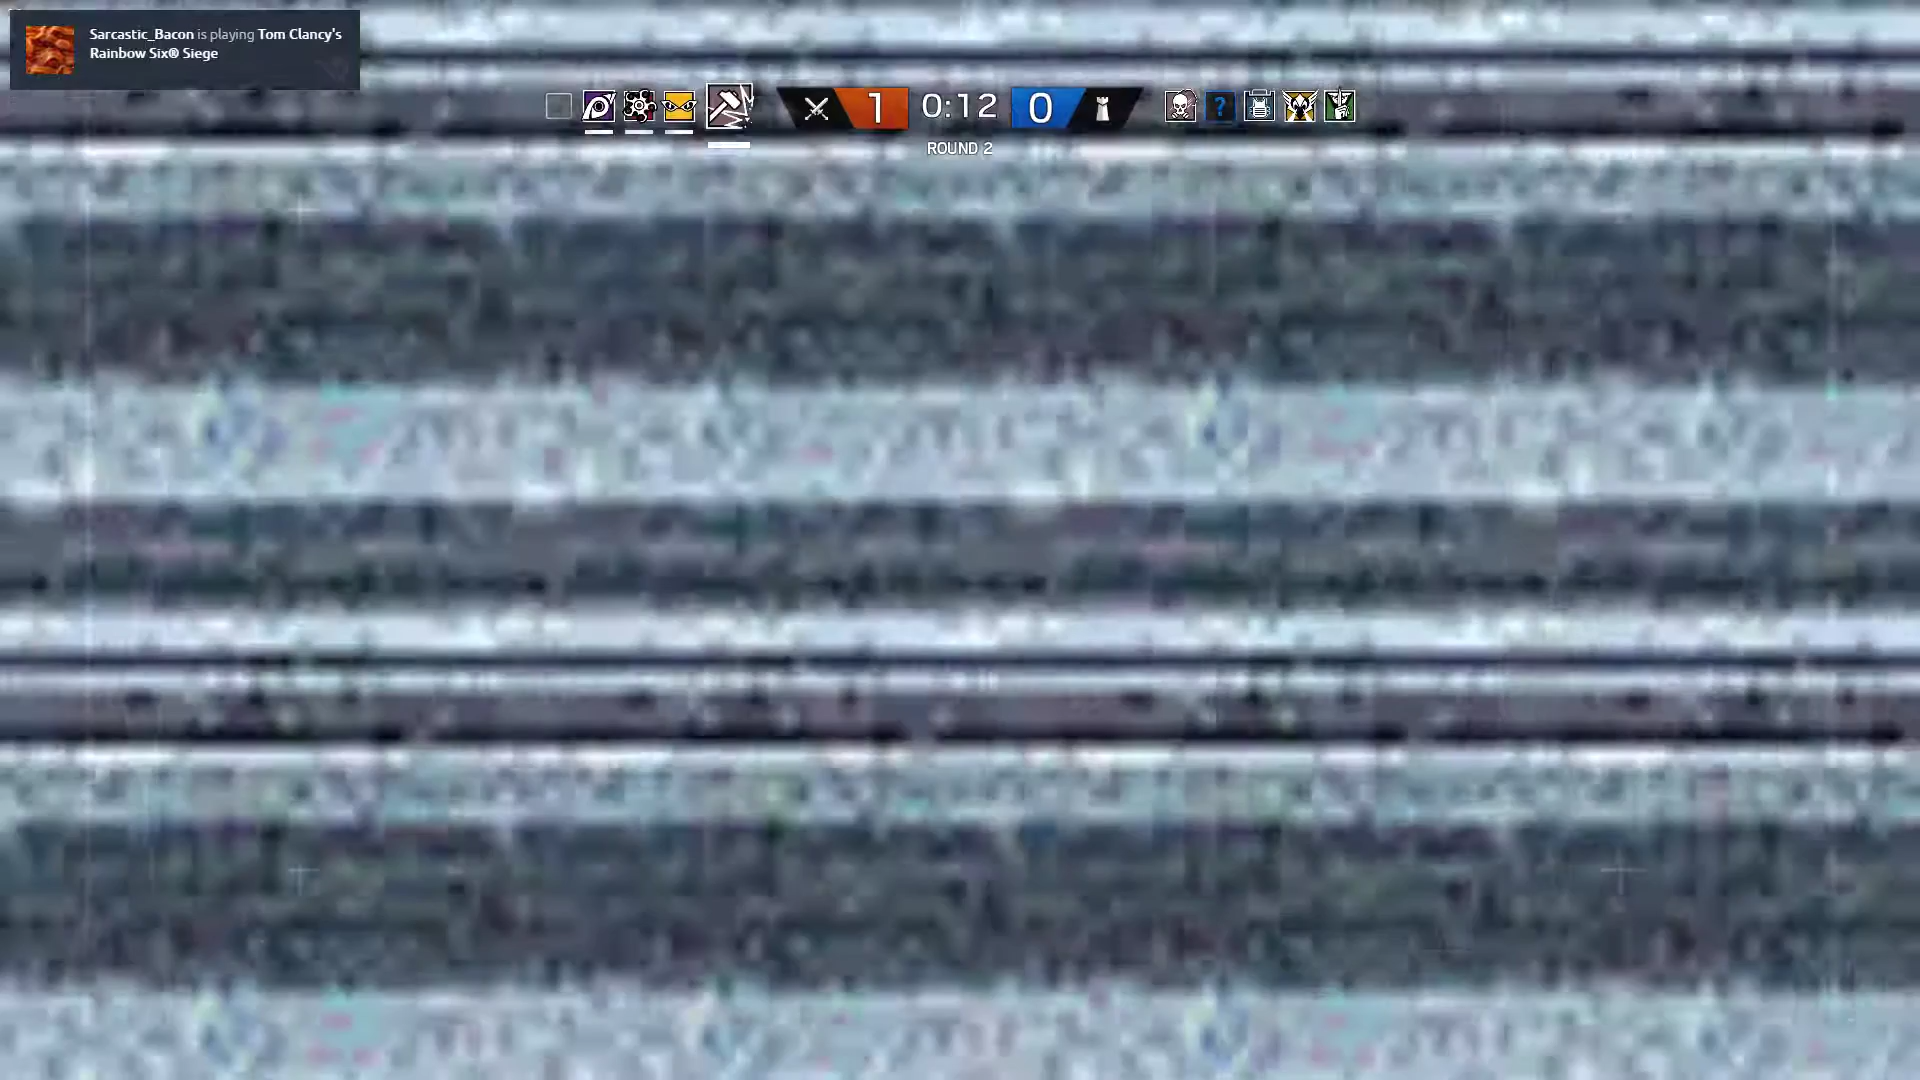 Sarcastic_Bacon is playing Tom Clancy's
Rainbow Six® Siege
1 0:12 0
?
ROUND 2